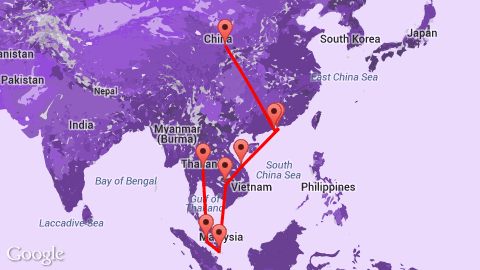 China
South Korea
Japan
anistan
East China Sea
Pakistan
Nepal
India
Myanmar
(Burma)
Thailand
South
China Sea
Bay of Bengal
Vietnam
Philippines
Gulf of
Thailand
Laccadive Sea
Malaysia
Google